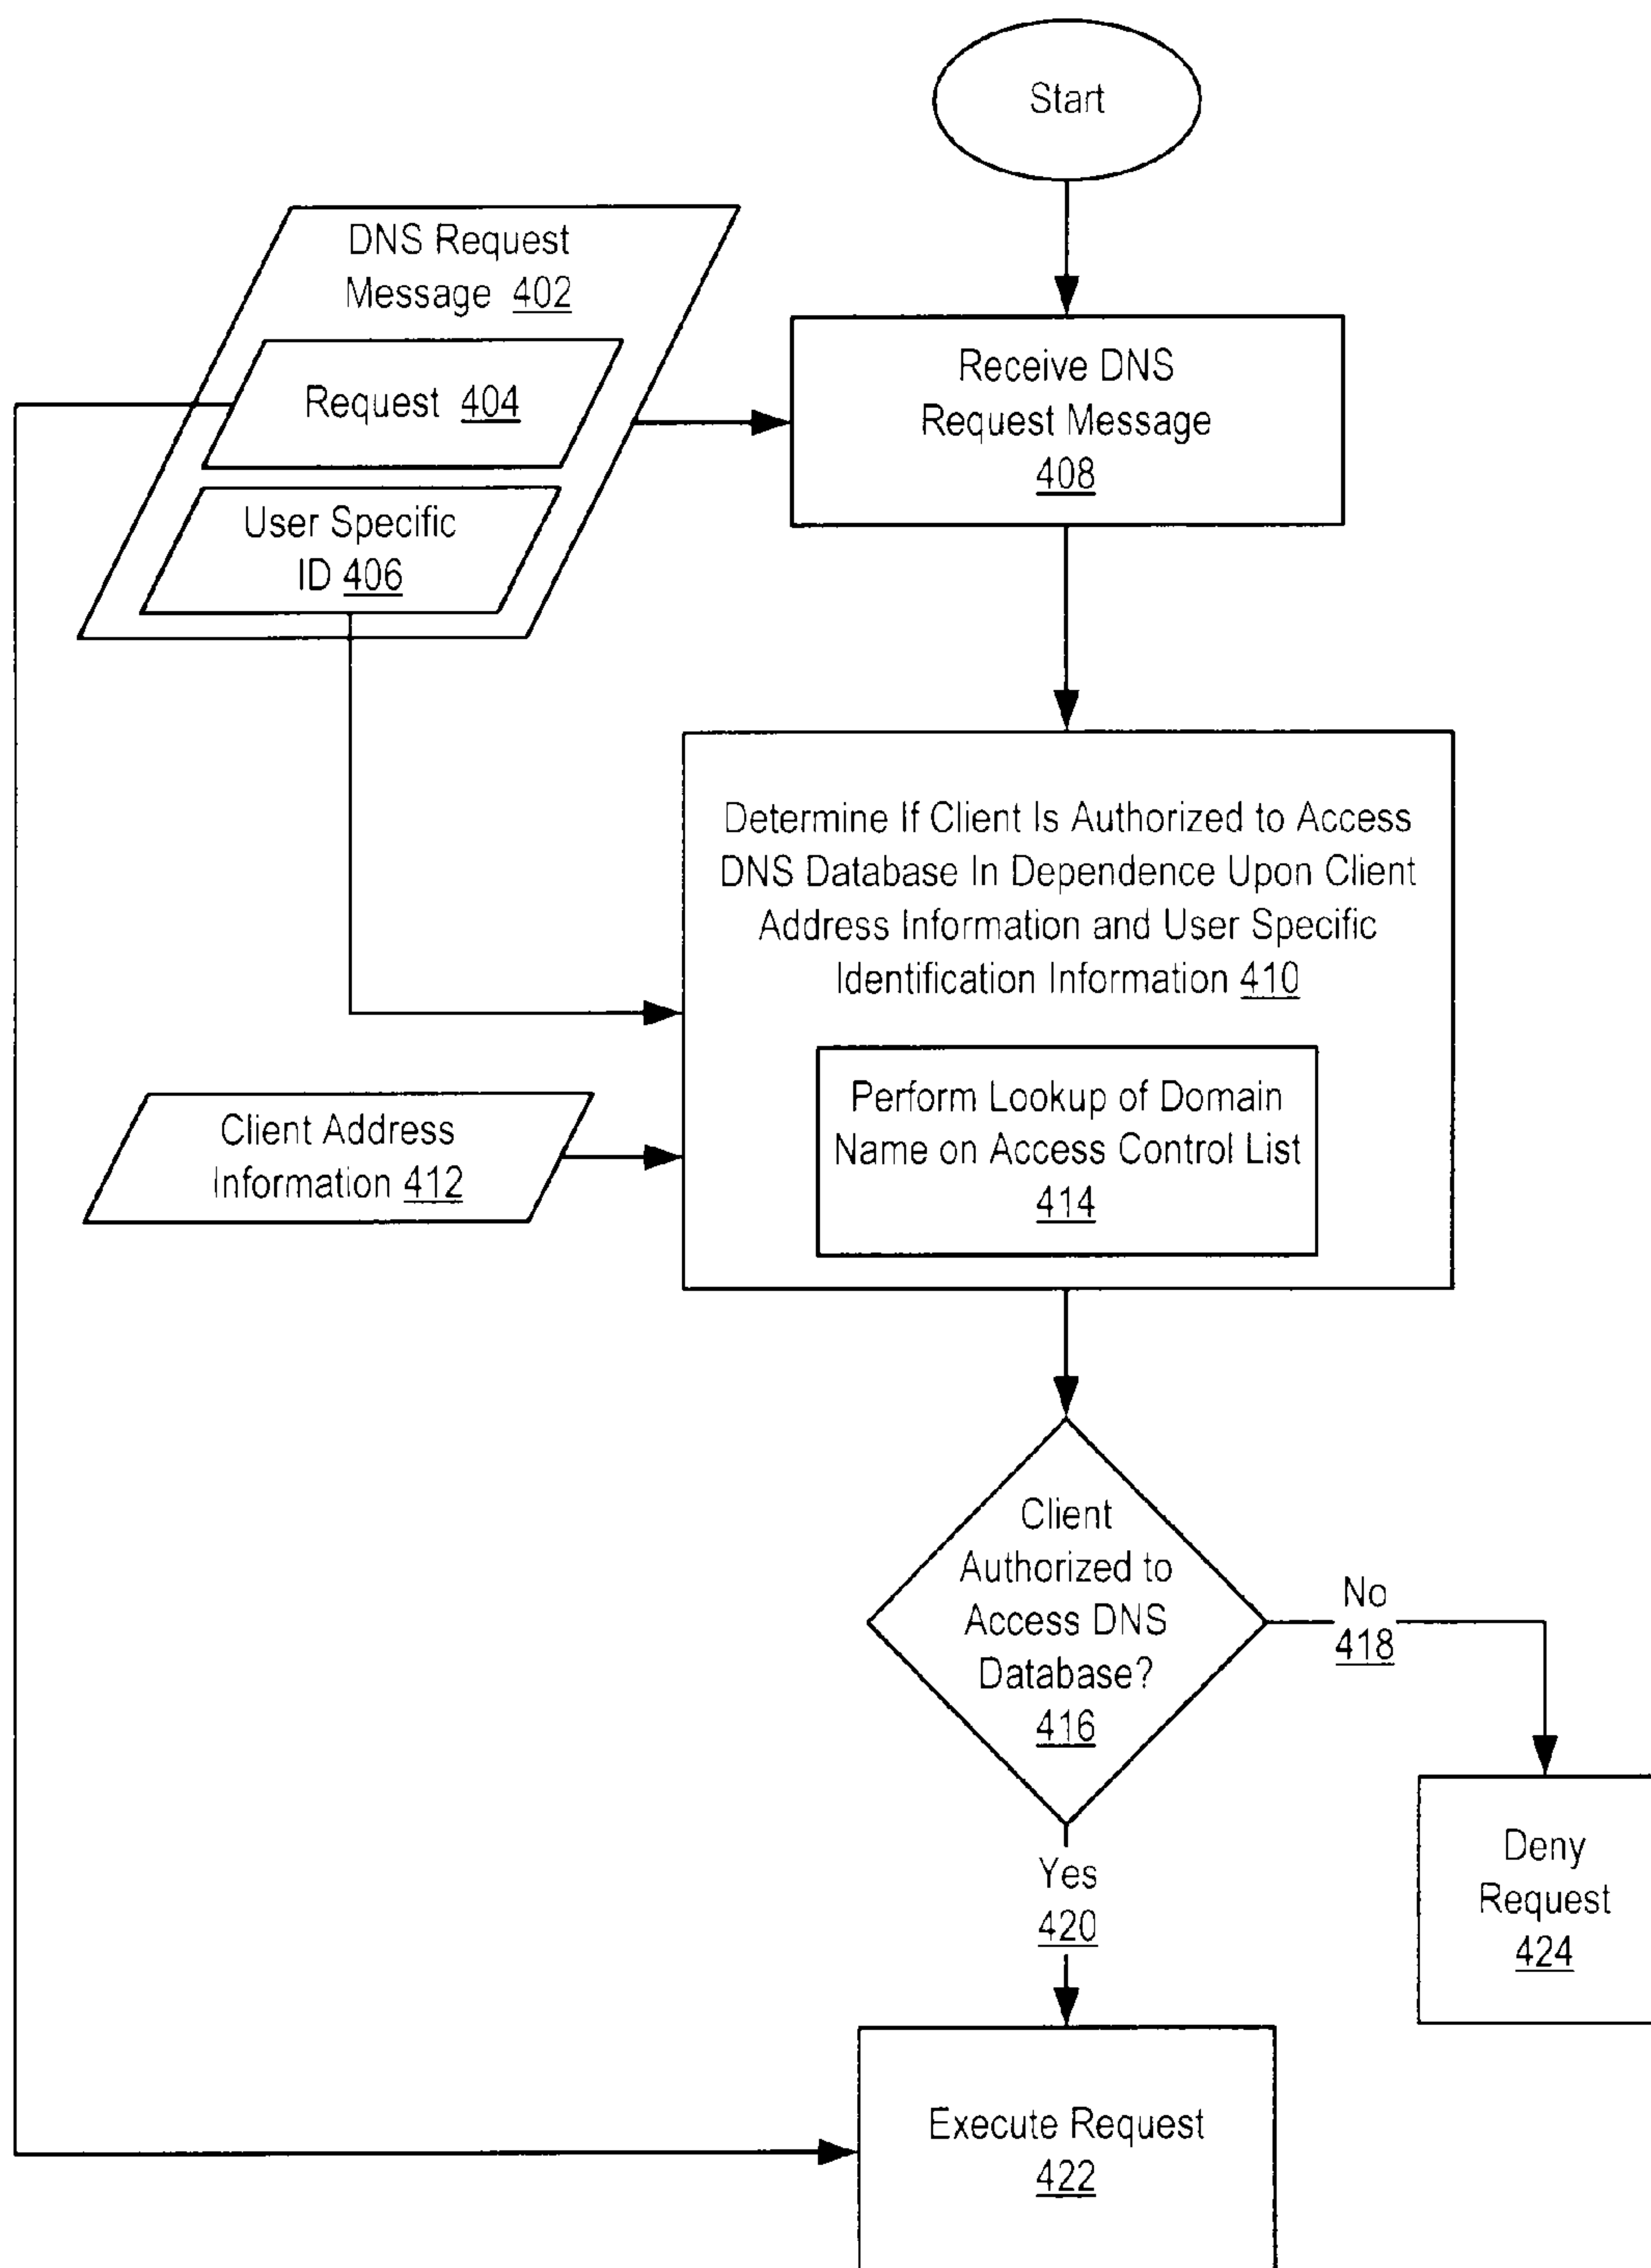 Start
DNS Request
Message 402
Request 404
User Specific
ID 406
Receive DNS
Request Message
408
Determine If Client Is Authorized to Access
DNS Database In Dependence Upon Client
Address Information and User Specific
Identification Information 410
Client Address
Information 412
Perform Lookup of Domain
Name on Access Control List
414
Client
Authorized to
Access DNS
Database?
416
No
418
Yes
420
Deny
Request
424
Execute Request
422